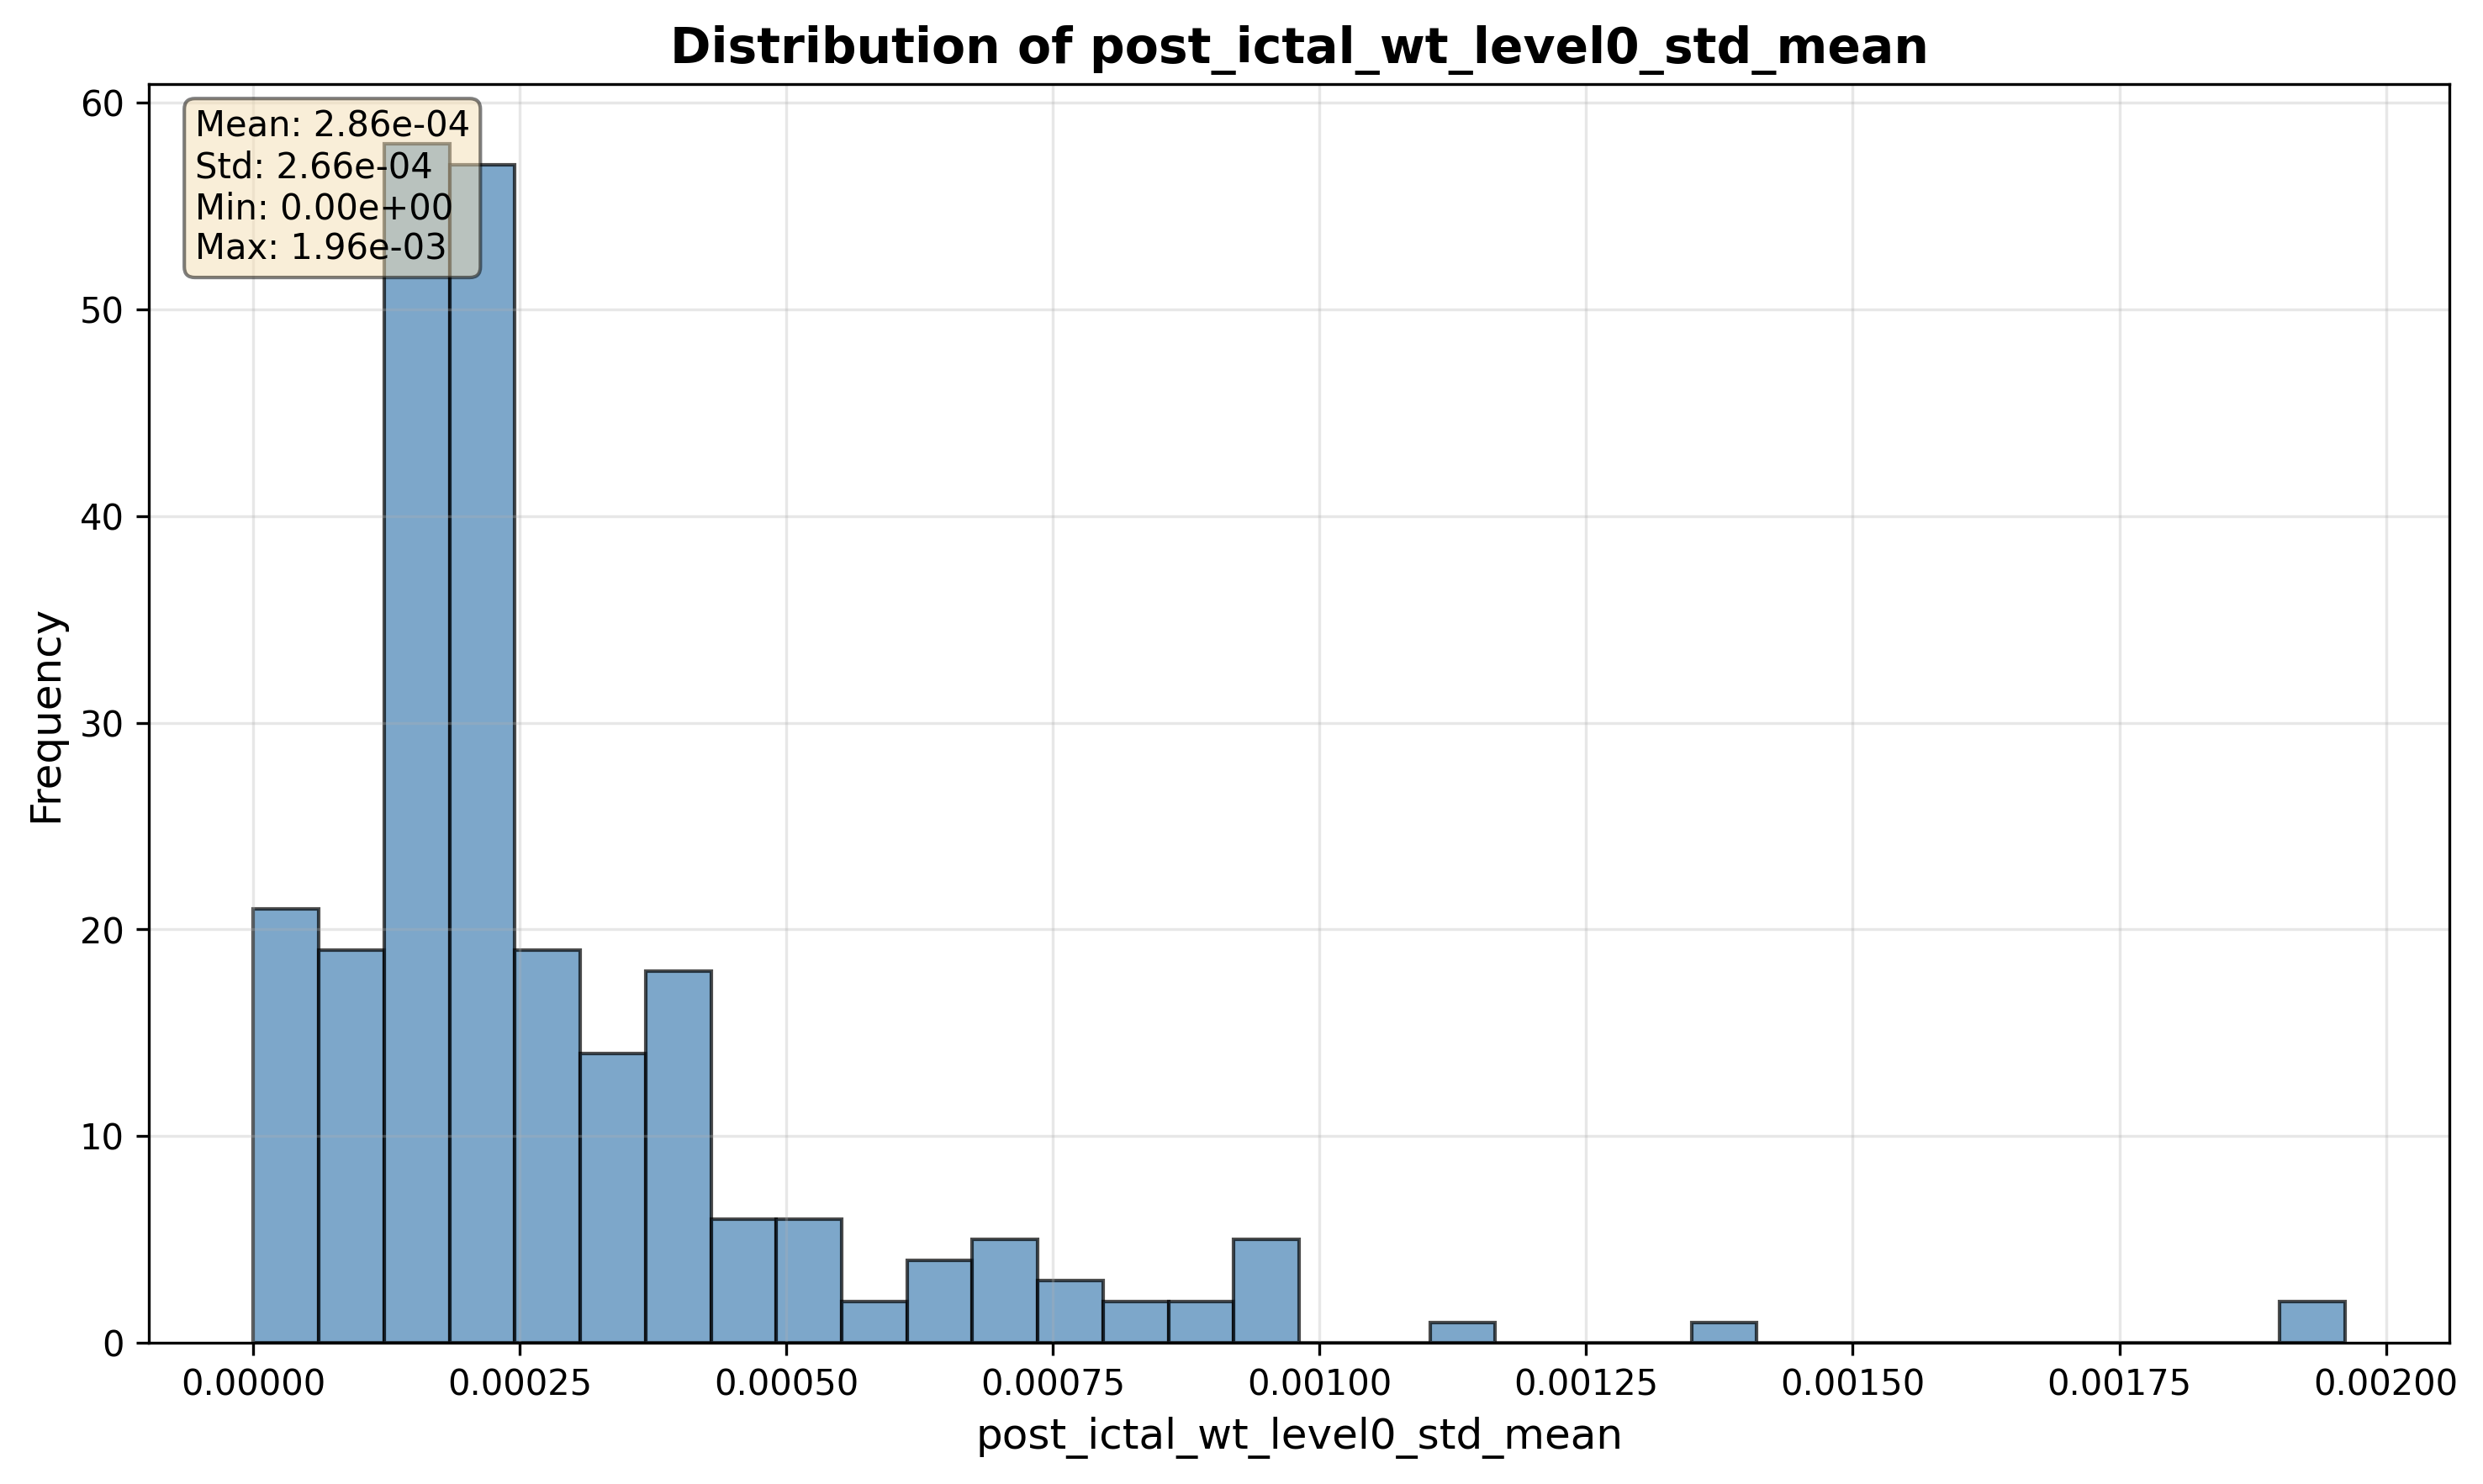 Distribution of post_ictal_wt_level0_std_mean
Mean: 2.86e-04
Std: 2.66e-04
Min: 0.00e+00
Max: 1.96e-03
60
50
40
30
20
10
0
Frequency
0.00000 0.00025 0.00050 0.00075 0.00100 0.00125 0.00150 0.00175 0.00200
post_ictal_wt_level0_std_mean